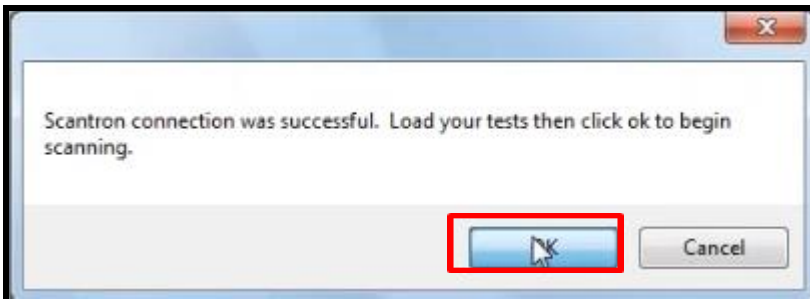 Scantron connection was successful. Load your tests then click ok to begin
scanning.
Cancel